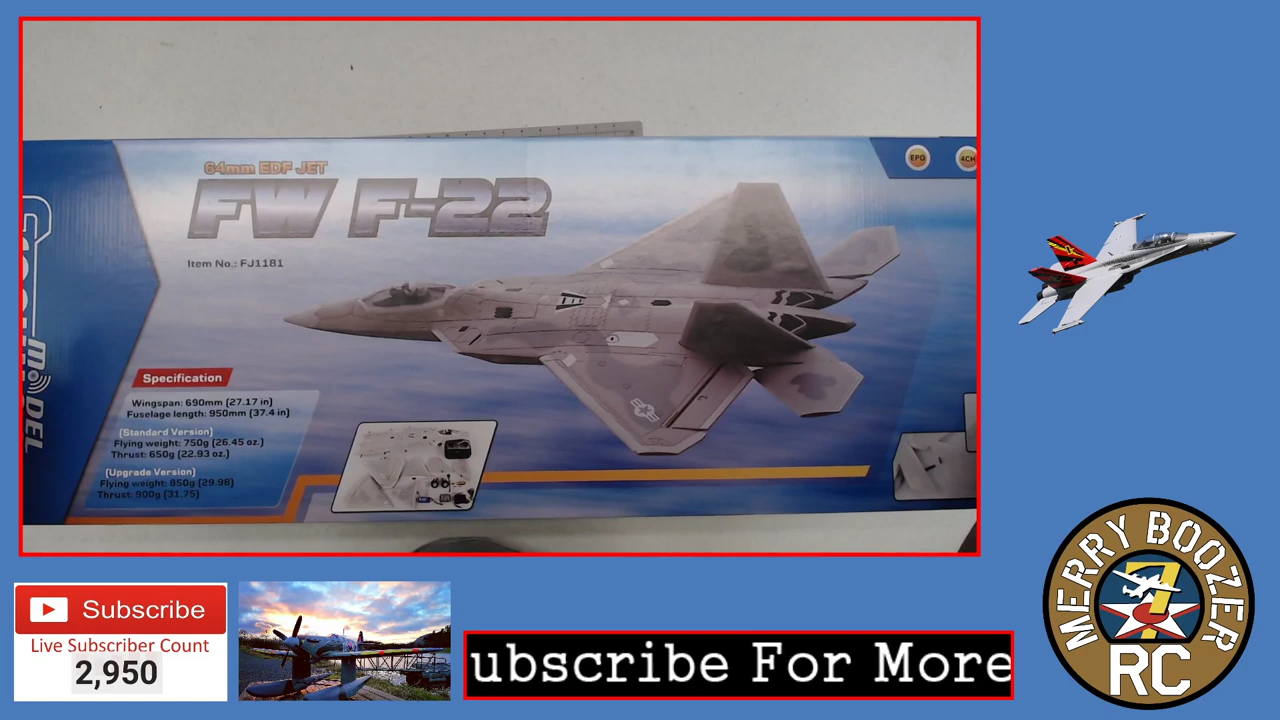 64mm EDF JET
FW F-22
Item No.: FJ1181
EPO
4CH
MODEL
Specification
Wingspan: 690mm (27.17 in)
Fuselage length: 950mm (37.4 in)
(Standard Version)
Flying weight: 750g (26.45 oz.)
Thrust: 650g (22.93 oz.)
(Upgrade Version)
Flying weight: 850g (29.98)
Thrust: 900g (31.75)
Subscribe
Live Subscriber Count
2,950
ubscribe For More
MERRY BOOZER
7
RC